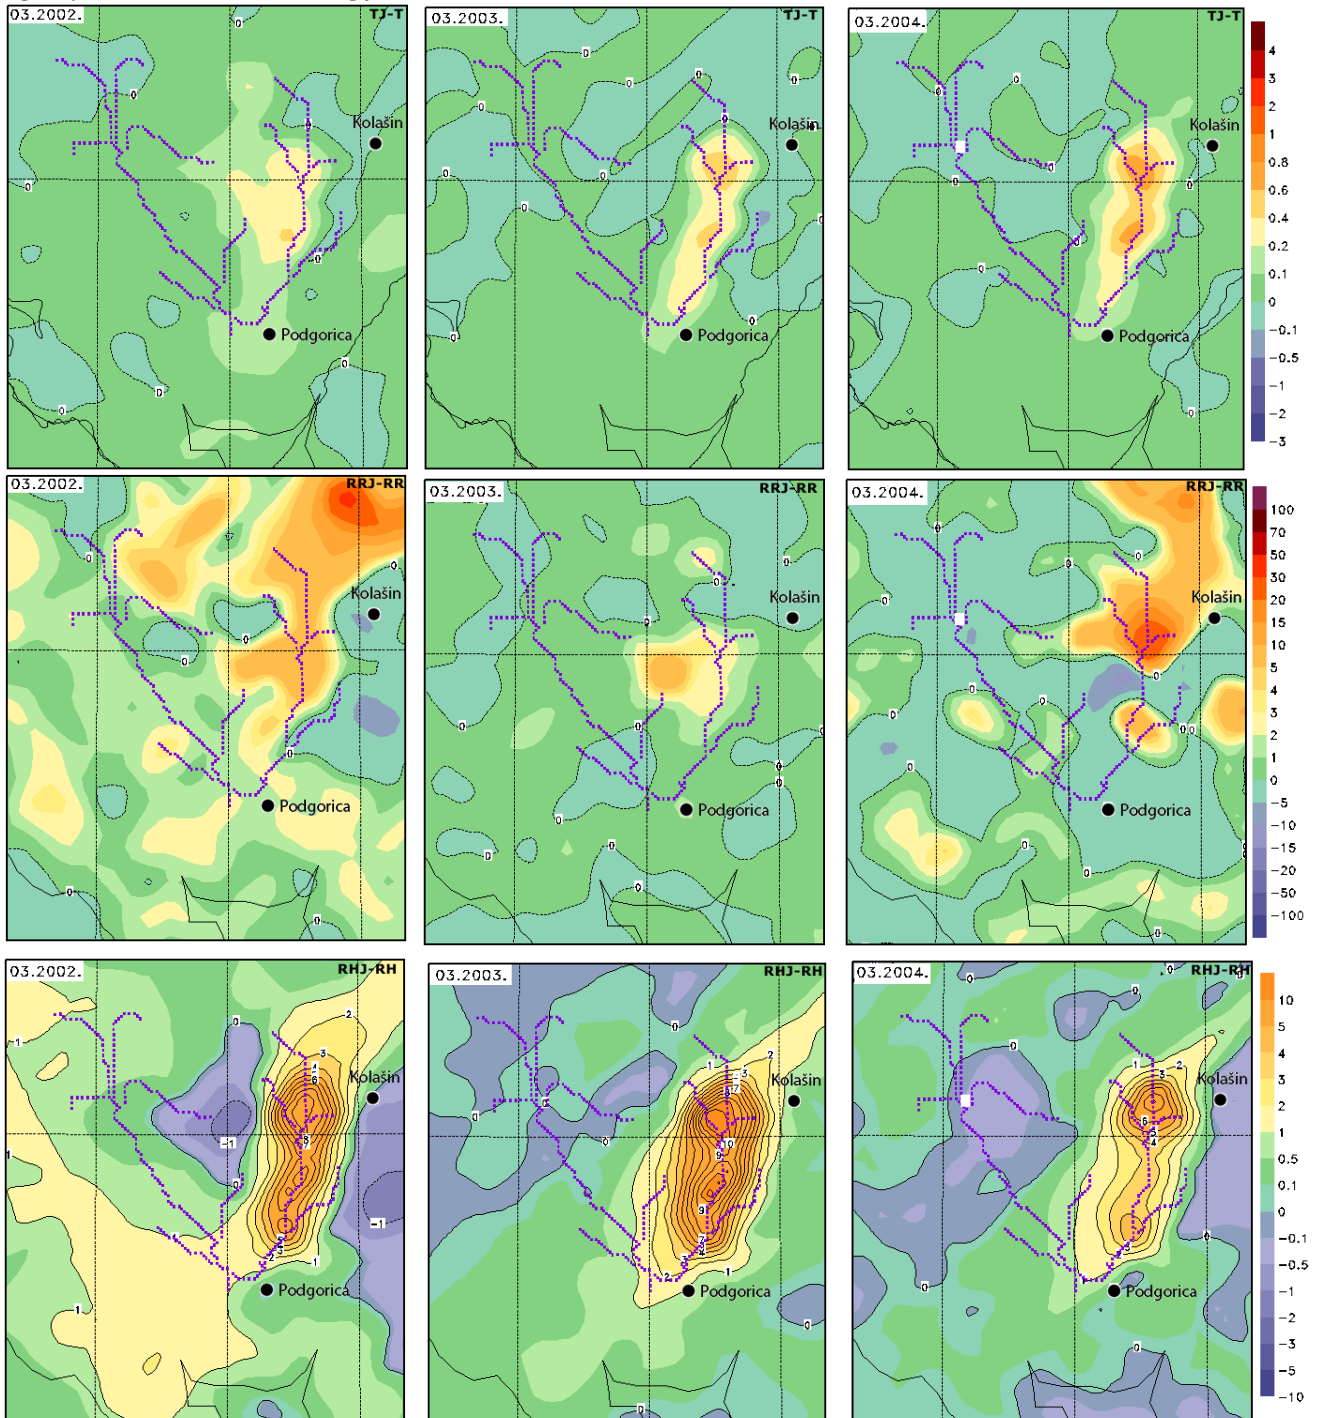 03.2002.
TJ-T
Kolašin
Podgorica
03.2003.
TJ-T
Kolašin
Podgorica
03.2004.
TJ-T
Kolašin
Podgorica
4
3
2
1
0.8
0.6
0.4
0.2
0.1
0
-0.1
-0.5
-1
-2
-3
03.2002.
RRJ-RR
Kolašin
Podgorica
03.2003.
RRJ-RR
Kolašin
Podgorica
03.2004.
RRJ-RR
Kolašin
Podgorica
100
70
50
30
20
15
10
5
4
3
2
1
0
-5
-10
-15
-20
-50
-100
03.2002.
RHJ-RH
Kolašin
Podgorica
03.2003.
RHJ-RH
Kolašin
Podgorica
03.2004.
RHJ-RH
Kolašin
Podgorica
10
5
4
3
2
1
0.5
0.1
0
-0.1
-0.5
-1
-2
-3
-5
-10